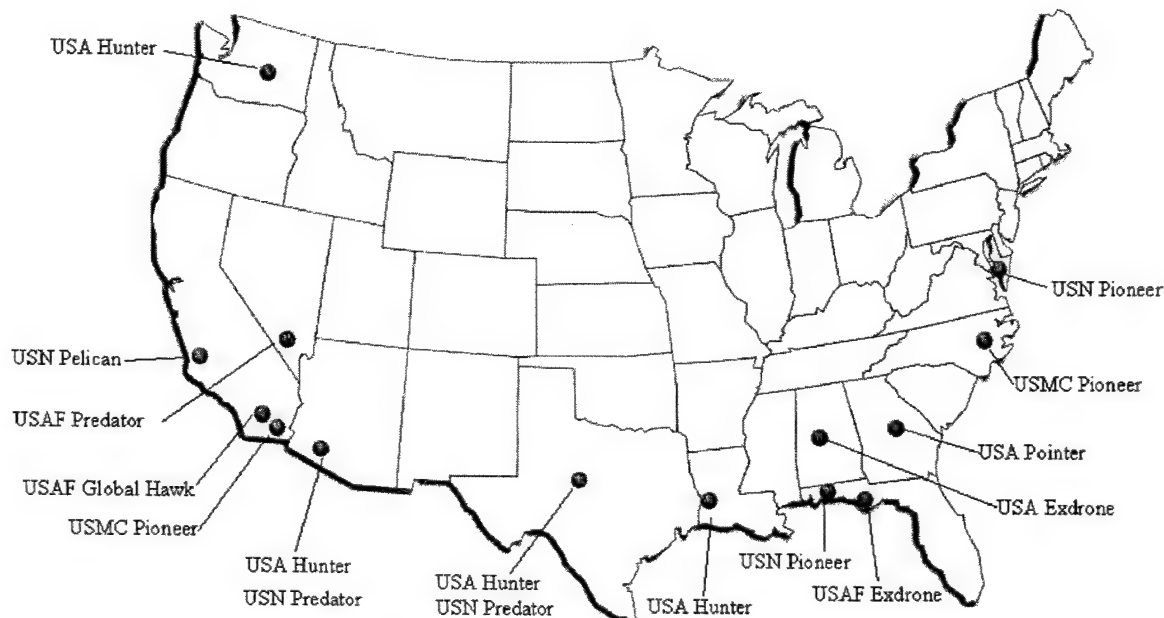 USA Hunter
USN Pioneer
USN Pelican
USMC Pioneer
USAF Predator
USA Pointer
USAF Global Hawk
USA Exdrone
USMC Pioneer
USN Pioneer
USA Hunter
USN Predator
USA Hunter
USN Predator
USA Hunter
USAF Exdrone